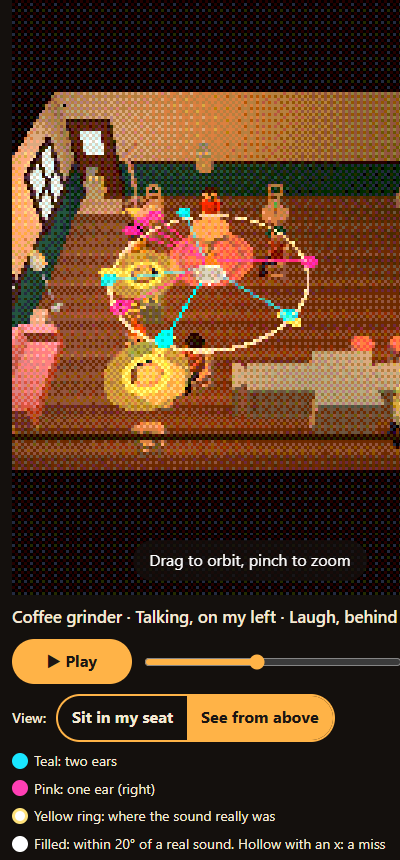 Drag to orbit, pinch to zoom
Coffee grinder · Talking, on my left · Laugh, behind
▶ Play
View:
Sit in my seat
See from above
Teal: two ears
Pink: one ear (right)
Yellow ring: where the sound really was
Filled: within 20° of a real sound. Hollow with an x: a miss